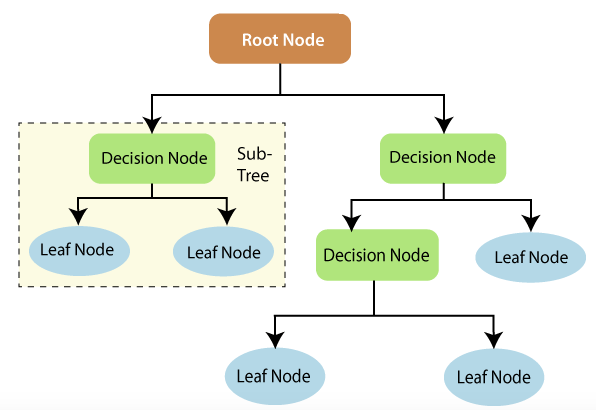 Root Node
Decision Node
Sub-
Tree
Decision Node
Leaf Node
Leaf Node
Decision Node
Leaf Node
Leaf Node
Leaf Node